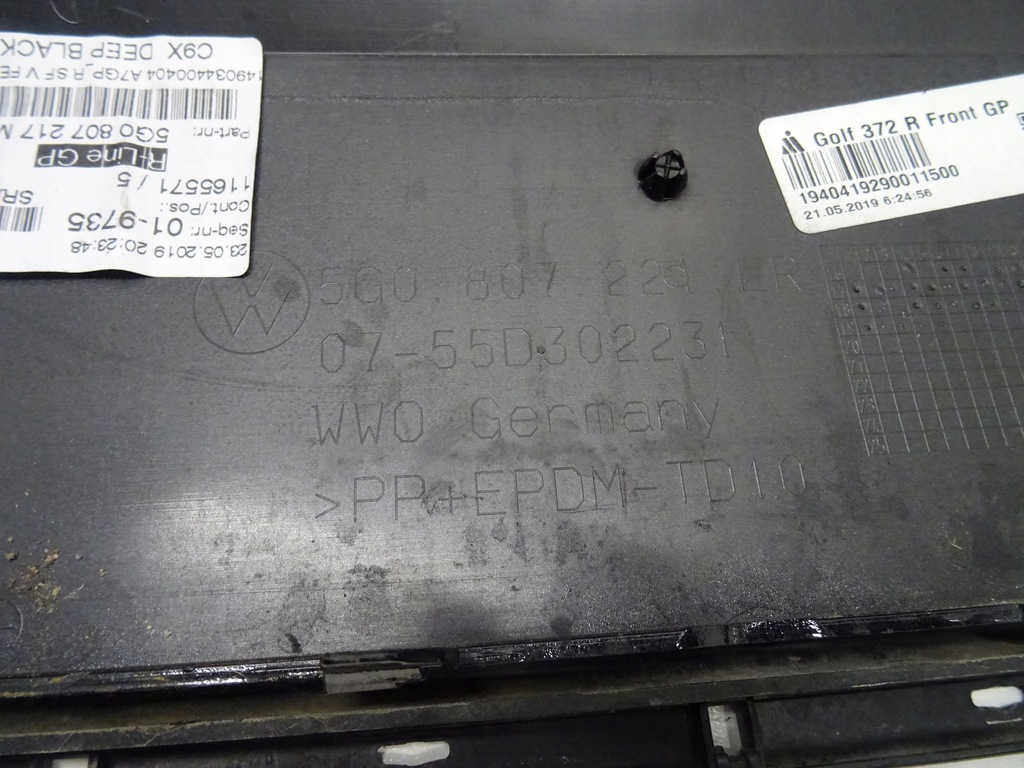 C9X DEEP BLACK
14903440040404 A7GP_R SF V FE
Part-nr:
5G0 807 217
R-Line GP
1165571 / 5
Cont./Pos.:
Seq-nr: 01-9735
23.05.2019 20:23:48
Golf 372 R Front GP
1940419290011500
21.05.2019 6:24:56
5G0 807 221 LR
07-55D302231
WWO Germany
>PP+EPDM-TD10